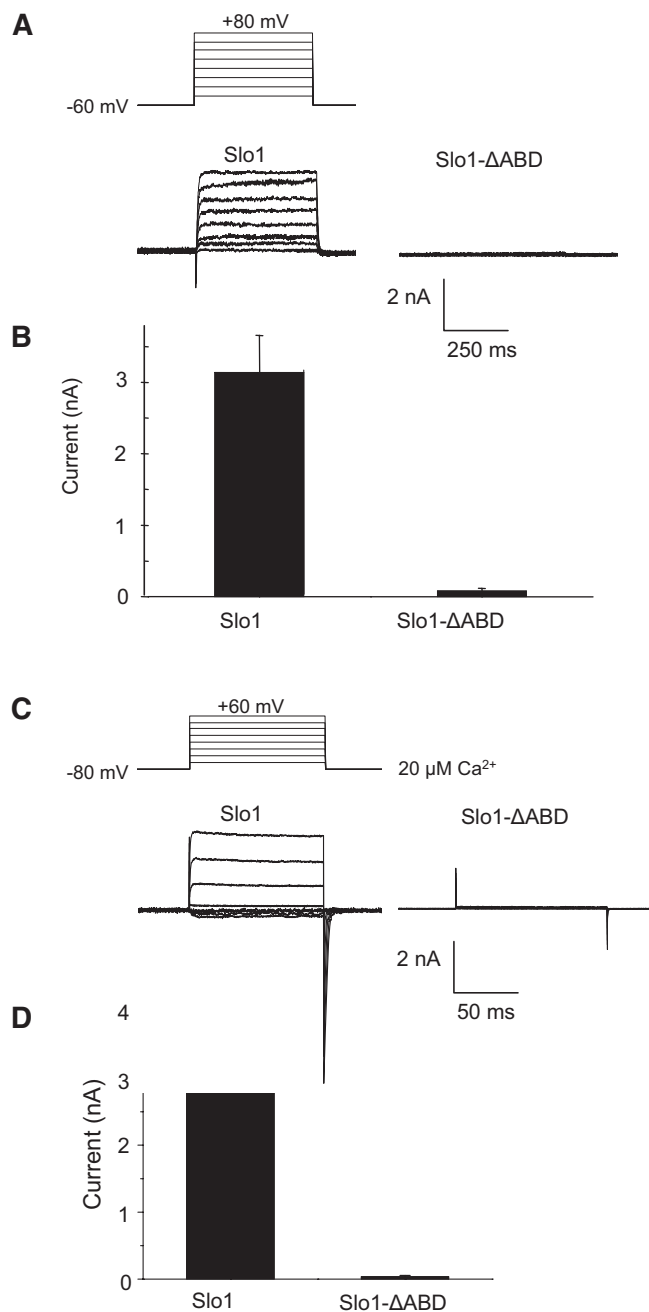 A
+80 mV
-60 mV
Slo1
Slo1-ΔABD
2 nA
250 ms
B
Current (nA)
3
2
1
0
Slo1
Slo1-ΔABD
C
+60 mV
-80 mV
20 μM Ca²⁺
Slo1
Slo1-ΔABD
2 nA
50 ms
D
Current (nA)
4
3
2
1
0
Slo1
Slo1-ΔABD